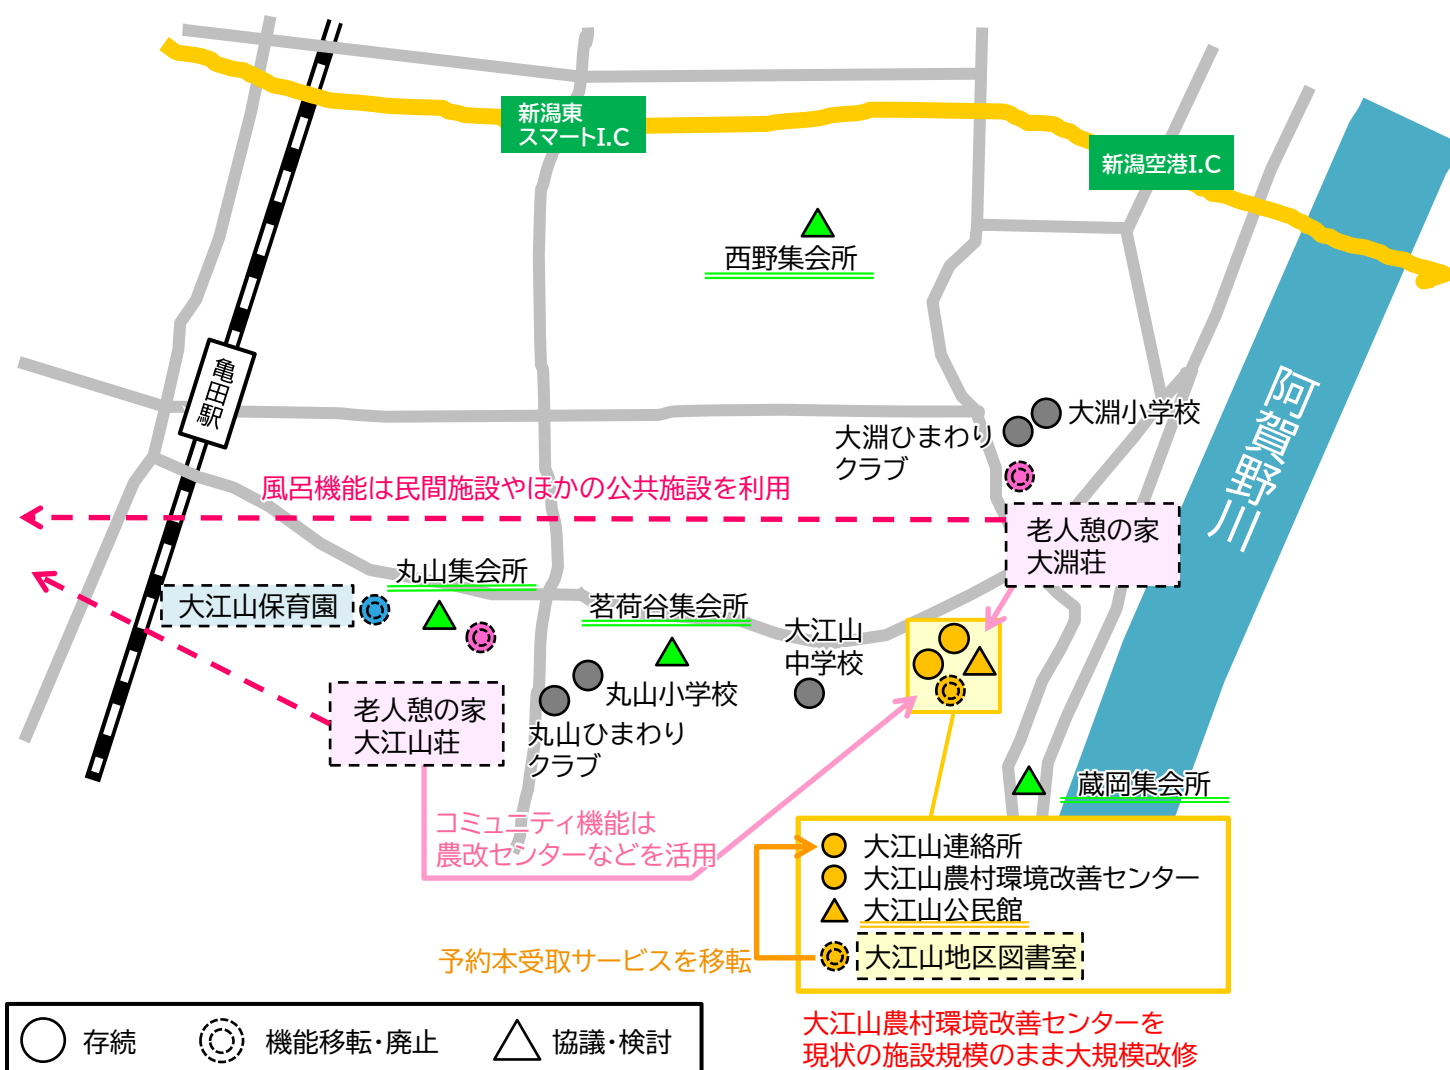 新潟東
スマートI.C
新潟空港I.C
西野集会所
亀田駅
阿賀野川
大淵小学校
大淵ひまわり
クラブ
風呂機能は民間施設やほかの公共施設を利用
老人憩の家
大淵荘
丸山集会所
大江山保育園
茗荷谷集会所
大江山
中学校
丸山小学校
老人憩の家
大江山荘
丸山ひまわり
クラブ
蔵岡集会所
コミュニティ機能は
農改センターなどを活用
大江山連絡所
大江山農村環境改善センター
大江山公民館
大江山地区図書室
予約本受取サービスを移転
大江山農村環境改善センターを
現状の施設規模のまま大規模改修
存続
機能移転・廃止
協議・検討